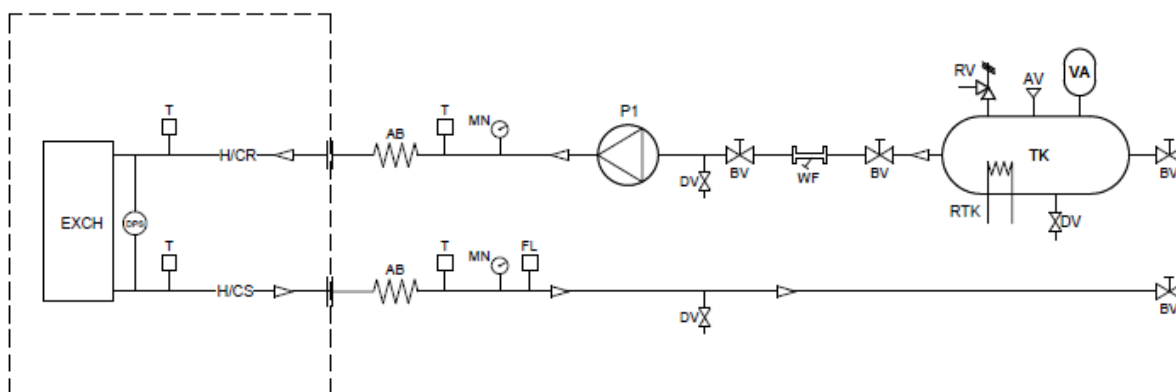 RV AV VA
T T MN P1
AB
H/CR TK
DV BV WF BV BV
EXCH DPS RTK DV
T T MN FL
AB
H/CS
DV BV